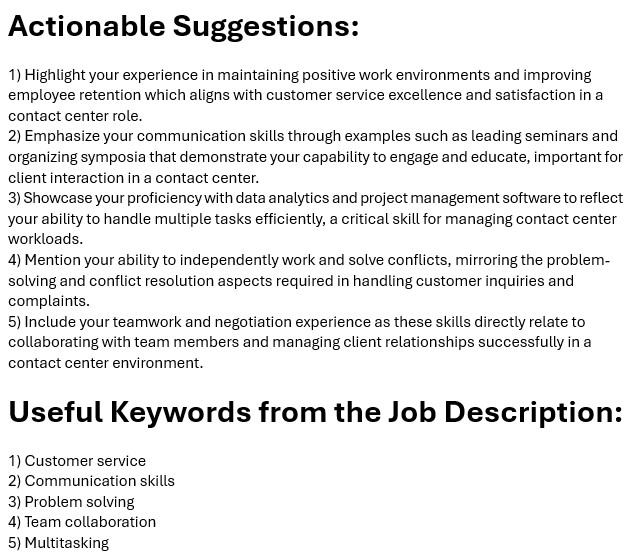 Actionable Suggestions:
1) Highlight your experience in maintaining positive work environments and improving
employee retention which aligns with customer service excellence and satisfaction in a
contact center role.
2) Emphasize your communication skills through examples such as leading seminars and
organizing symposia that demonstrate your capability to engage and educate, important for
client interaction in a contact center.
3) Showcase your proficiency with data analytics and project management software to reflect
your ability to handle multiple tasks efficiently, a critical skill for managing contact center
workloads.
4) Mention your ability to independently work and solve conflicts, mirroring the problem-
solving and conflict resolution aspects required in handling customer inquiries and
complaints.
5) Include your teamwork and negotiation experience as these skills directly relate to
collaborating with team members and managing client relationships successfully in a
contact center environment.
Useful Keywords from the Job Description:
1) Customer service
2) Communication skills
3) Problem solving
4) Team collaboration
5) Multitasking